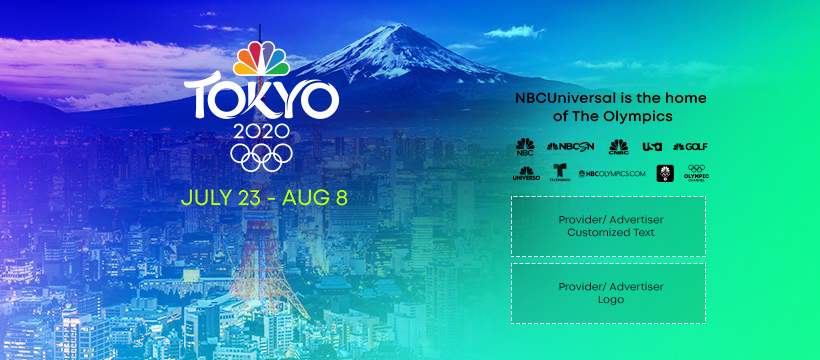 TOKYO
2020
JULY 23 - AUG 8
NBCUniversal is the home
of The Olympics
NBC
NBCSN
CNBC
USA
GOLF
UNIVERSO
TELEMUNDO
NBCOLYMPICS.COM
OLYMPIC
CHANNEL
Provider/ Advertiser
Customized Text
Provider/ Advertiser
Logo